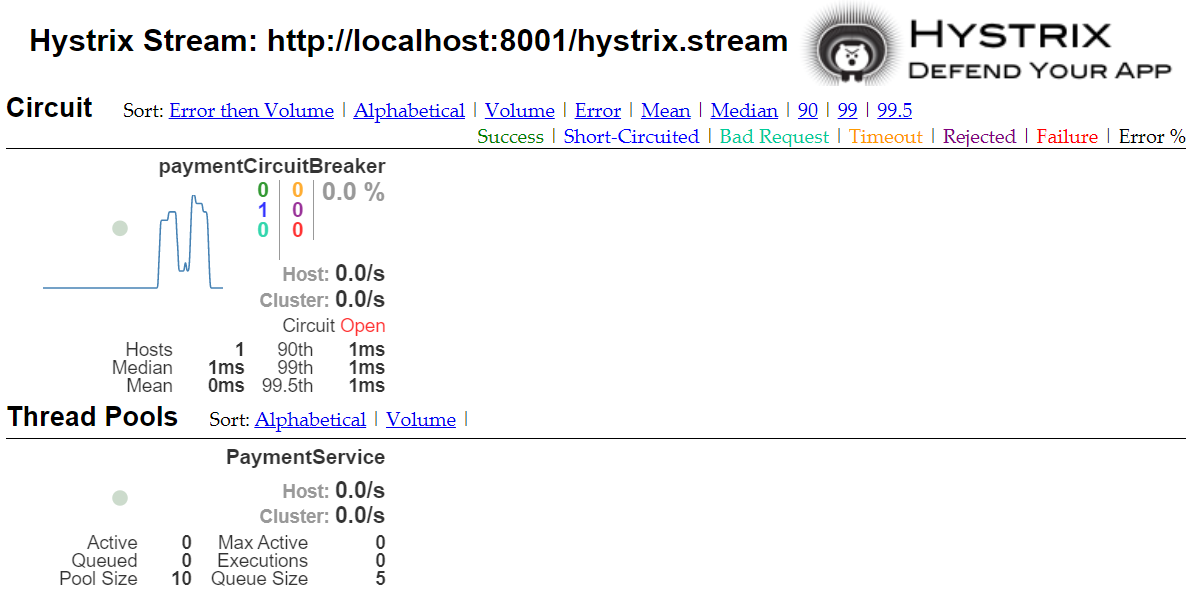 Hystrix Stream: http://localhost:8001/hystrix.stream
HYSTRIX
DEFEND YOUR APP
Circuit Sort: Error then Volume | Alphabetical | Volume | Error | Mean | Median | 90 | 99 | 99.5
Success | Short-Circuited | Bad Request | Timeout | Rejected | Failure | Error %
paymentCircuitBreaker
0 0 0.0 %
1 0
0 0
Host: 0.0/s
Cluster: 0.0/s
Circuit Open
Hosts 1 90th 1ms
Median 1ms 99th 1ms
Mean 0ms 99.5th 1ms
Thread Pools Sort: Alphabetical | Volume |
PaymentService
Host: 0.0/s
Cluster: 0.0/s
Active 0 Max Active 0
Queued 0 Executions 0
Pool Size 10 Queue Size 5